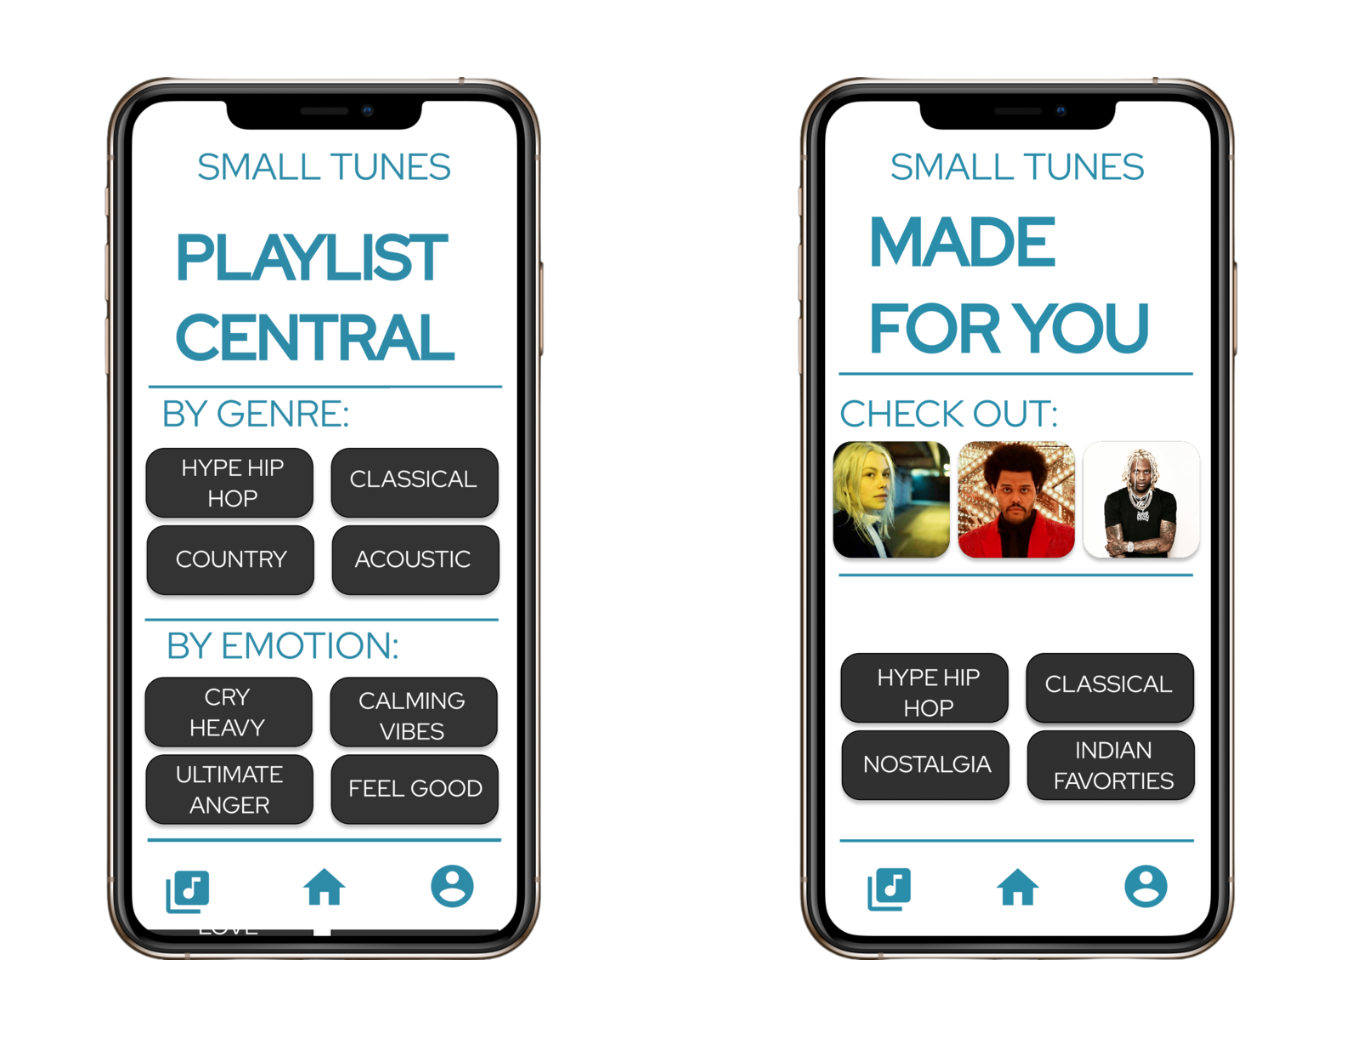 SMALL TUNES
PLAYLIST
CENTRAL
BY GENRE:
HYPE HIP
HOP
CLASSICAL
COUNTRY
ACOUSTIC
BY EMOTION:
CRY
HEAVY
CALMING
VIBES
ULTIMATE
ANGER
FEEL GOOD
LOVE
SMALL TUNES
MADE
FOR YOU
CHECK OUT:
HYPE HIP
HOP
CLASSICAL
NOSTALGIA
INDIAN
FAVORTIES